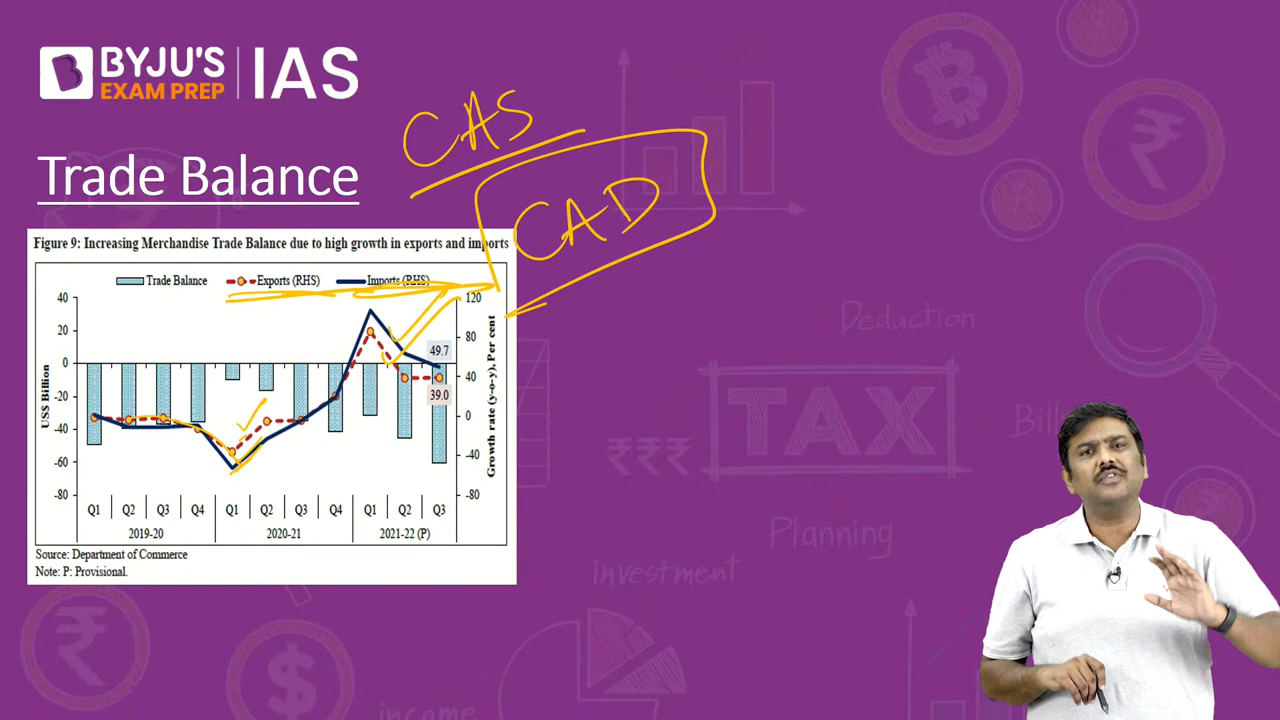 BYJU'S
EXAM PREP
IAS
CAS
Trade Balance
CAD
Figure 9: Increasing Merchandise Trade Balance due to high growth in exports and imports
Trade Balance Exports (RHS) Imports (RHS)
40 120
20 80
0 40
-20 0
-40 -40
-60 -80
-80
49.7
39.0
US$ Billion
Growth rate (y-o-y), Per cent
Q1 Q2 Q3 Q4 Q1 Q2 Q3 Q4 Q1 Q2 Q3
2019-20 2020-21 2021-22 (P)
Source: Department of Commerce
Note: P: Provisional.
Deduction
TAX
Bill
₹₹₹
Planning
investment
income